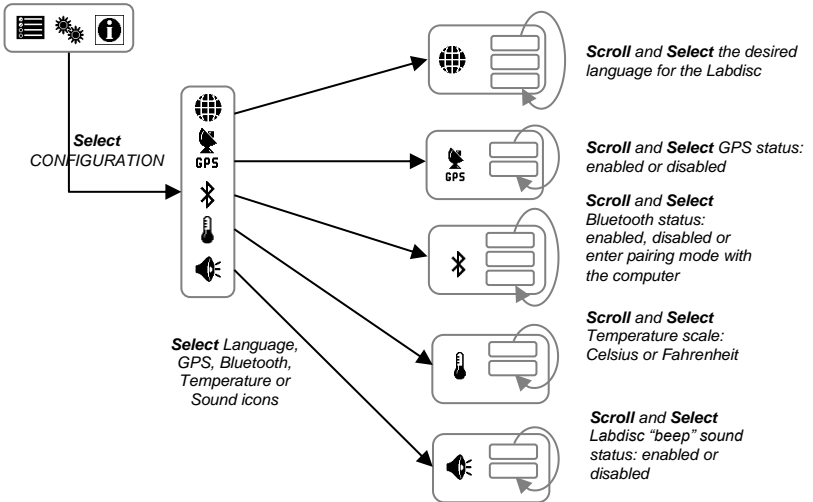 Scroll and Select the desired
language for the Labdisc
Select
CONFIGURATION
GPS
GPS
Scroll and Select GPS status:
enabled or disabled
Scroll and Select
Bluetooth status:
enabled, disabled or
enter pairing mode with
the computer
Select Language,
GPS, Bluetooth,
Temperature or
Sound icons
Scroll and Select
Temperature scale:
Celsius or Fahrenheit
Scroll and Select
Labdisc “beep” sound
status: enabled or
disabled